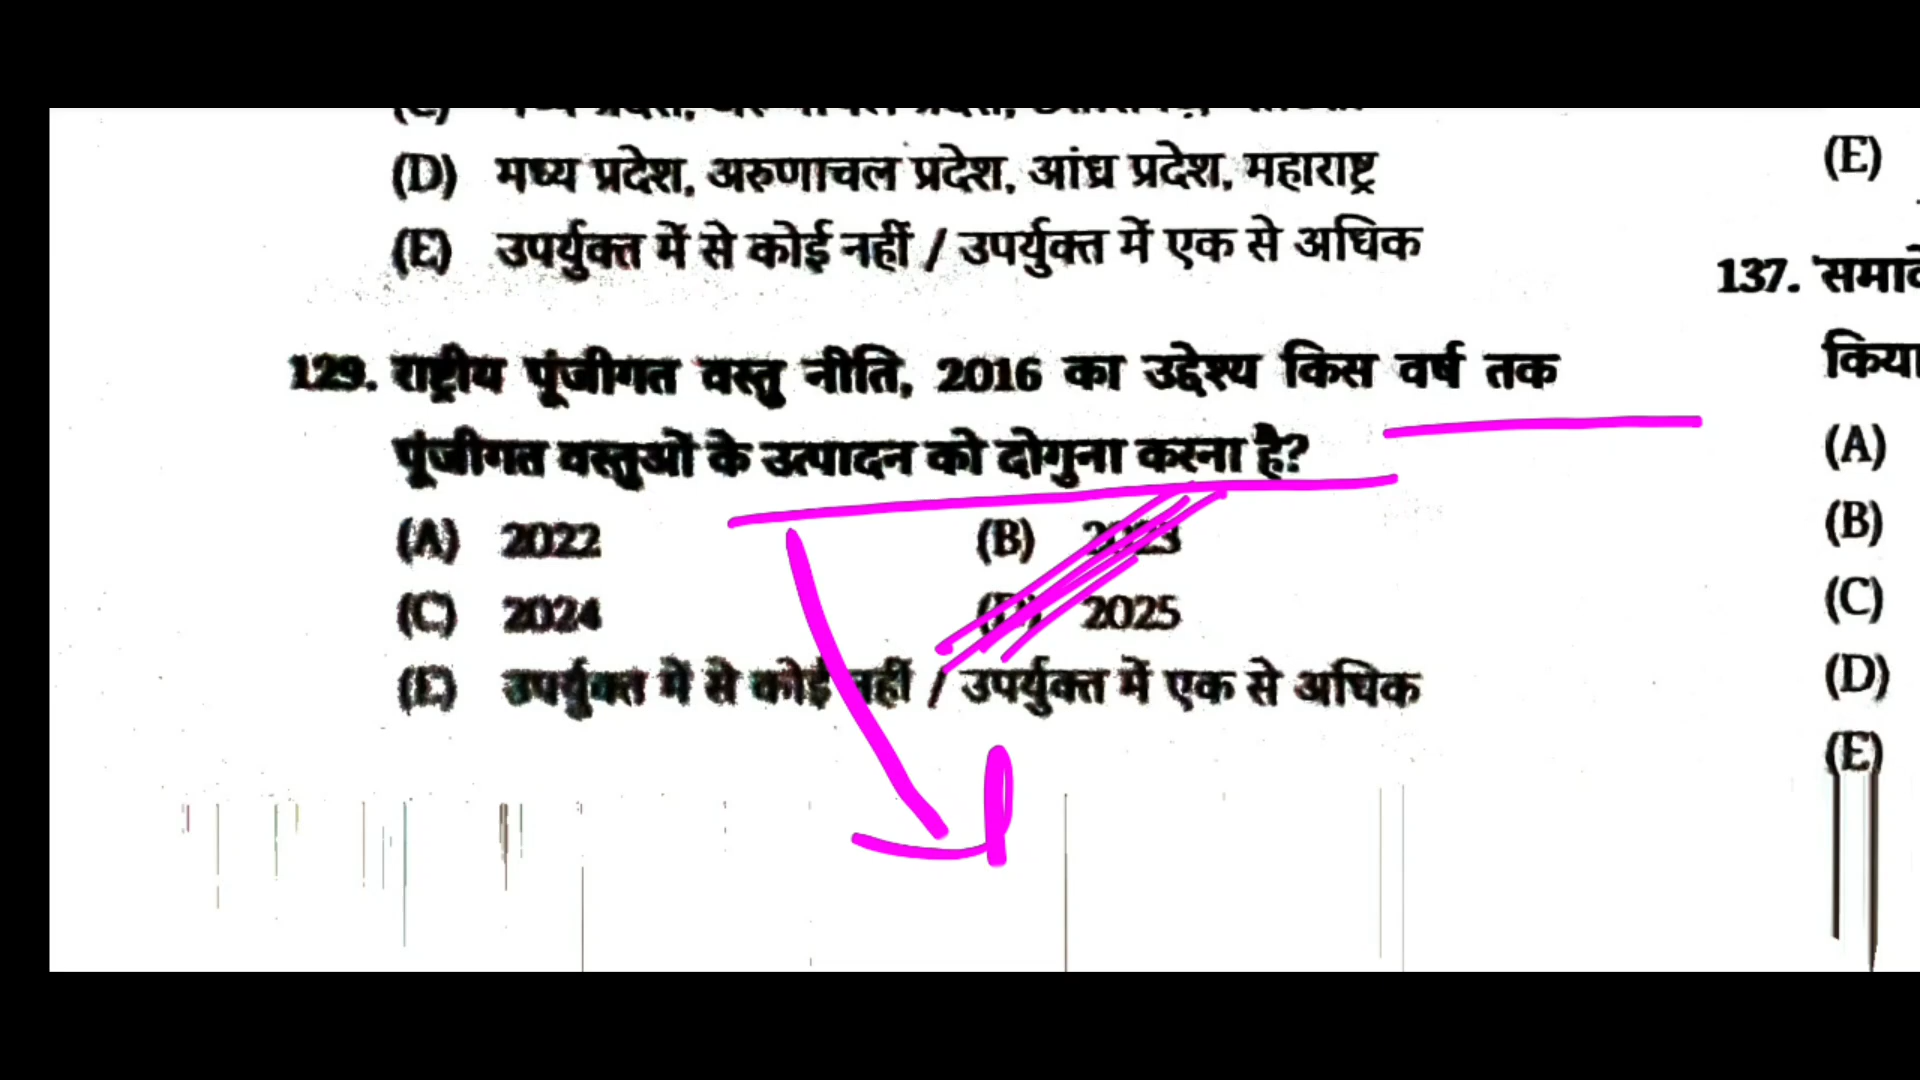 (D) मध्य प्रदेश, अरुणाचल प्रदेश, आंध्र प्रदेश, महाराष्ट्र
(E) उपर्युक्त में से कोई नहीं / उपर्युक्त में एक से अधिक
129. राष्ट्रीय पूंजीगत वस्तु नीति, 2016 का उद्देश्य किस वर्ष तक
पूंजीगत वस्तुओं के उत्पादन को दोगुना करना है?
(A) 2022 (B) 2023
(C) 2024 (D) 2025
(E) उपर्युक्त में से कोई नहीं / उपर्युक्त में एक से अधिक
(E)
137.
(A)
(B)
(C)
(D)
(E)